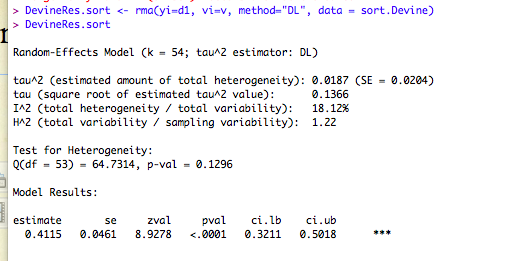 > DevineRes.sort <- rma(yi=d1, vi=v, method="DL", data = sort.Devine)
> DevineRes.sort
Random-Effects Model (k = 54; tau^2 estimator: DL)
tau^2 (estimated amount of total heterogeneity): 0.0187 (SE = 0.0204)
tau (square root of estimated tau^2 value):      0.1366
I^2 (total heterogeneity / total variability):   18.12%
H^2 (total variability / sampling variability):  1.22
Test for Heterogeneity:
Q(df = 53) = 64.7314, p-val = 0.1296
Model Results:
estimate       se     zval     pval    ci.lb    ci.ub
  0.4115   0.0461   8.9278   <.0001   0.3211   0.5018      ***